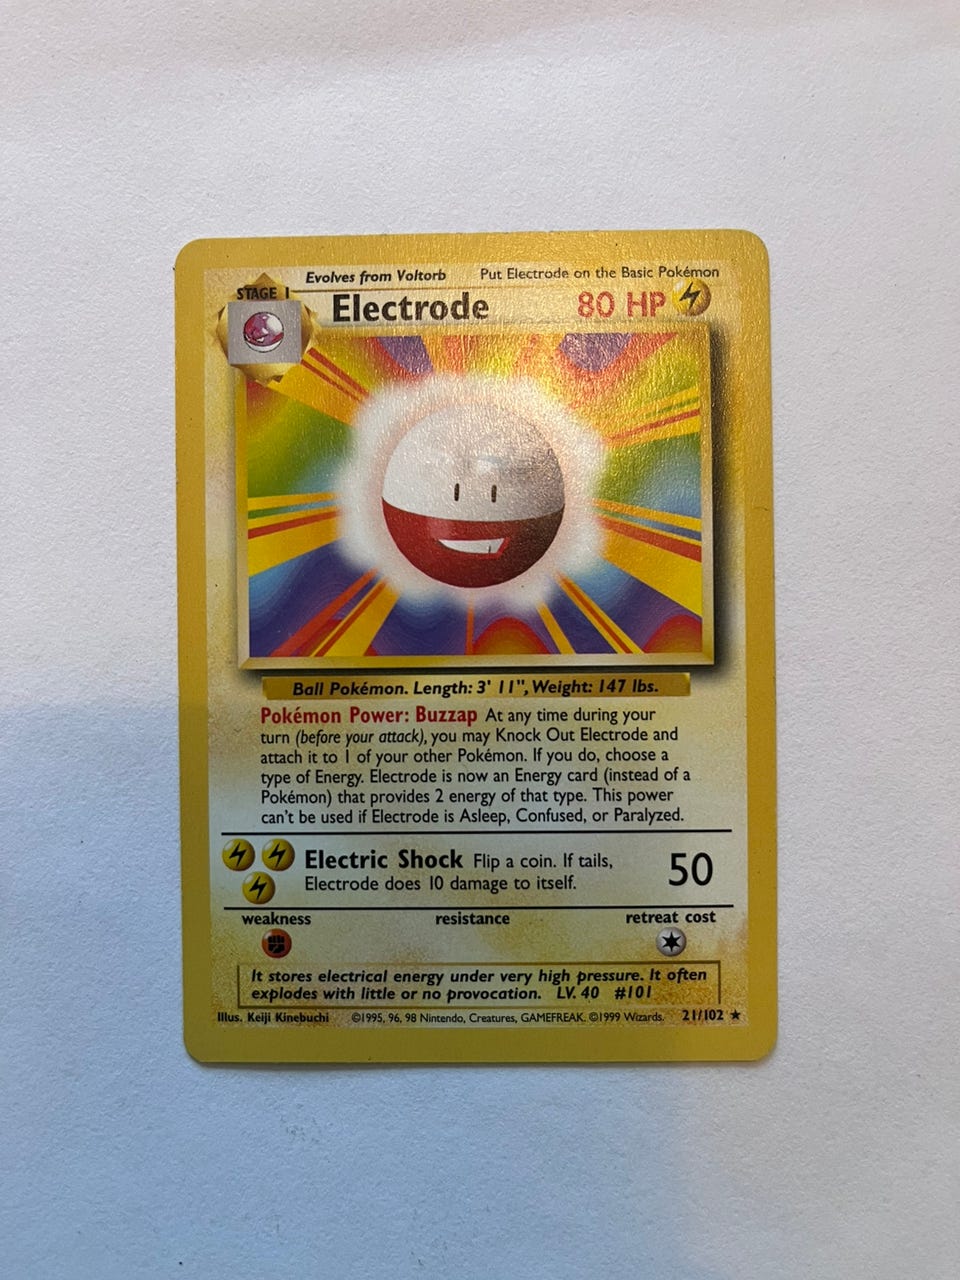 Evolves from Voltorb Put Electrode on the Basic Pokémon
STAGE 1
Electrode 80 HP
Ball Pokémon. Length: 3' 11", Weight: 147 lbs.
Pokémon Power: Buzzap At any time during your
turn (before your attack), you may Knock Out Electrode and
attach it to 1 of your other Pokémon. If you do, choose a
type of Energy. Electrode is now an Energy card (instead of a
Pokémon) that provides 2 energy of that type. This power
can't be used if Electrode is Asleep, Confused, or Paralyzed.
Electric Shock Flip a coin. If tails,
Electrode does 10 damage to itself.
50
weakness resistance retreat cost
It stores electrical energy under very high pressure. It often
explodes with little or no provocation. LV. 40 #101
Illus. Keiji Kinebuchi ©1995, 96, 98 Nintendo, Creatures, GAMEFREAK. ©1999 Wizards. 21/102 ★